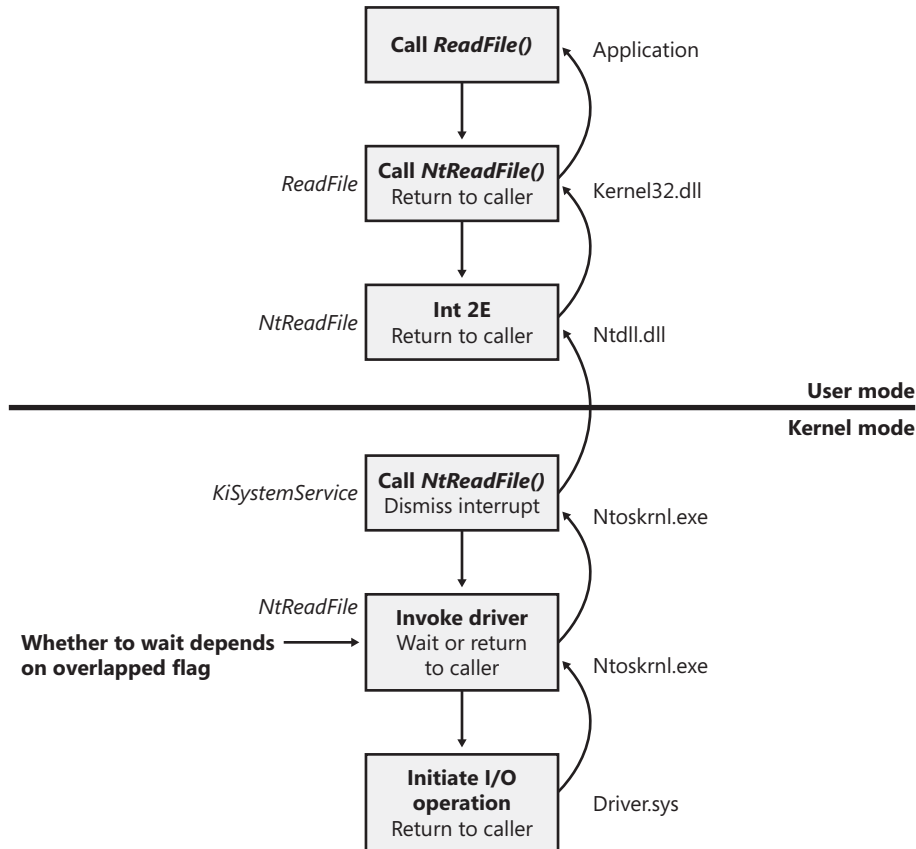 Call ReadFile()
Application
ReadFile
Call NtReadFile()
Return to caller
Kernel32.dll
NtReadFile
Int 2E
Return to caller
Ntdll.dll
User mode
Kernel mode
KiSystemService
Call NtReadFile()
Dismiss interrupt
Ntoskrnl.exe
NtReadFile
Whether to wait depends
on overlapped flag
Invoke driver
Wait or return
to caller
Ntoskrnl.exe
Initiate I/O
operation
Return to caller
Driver.sys